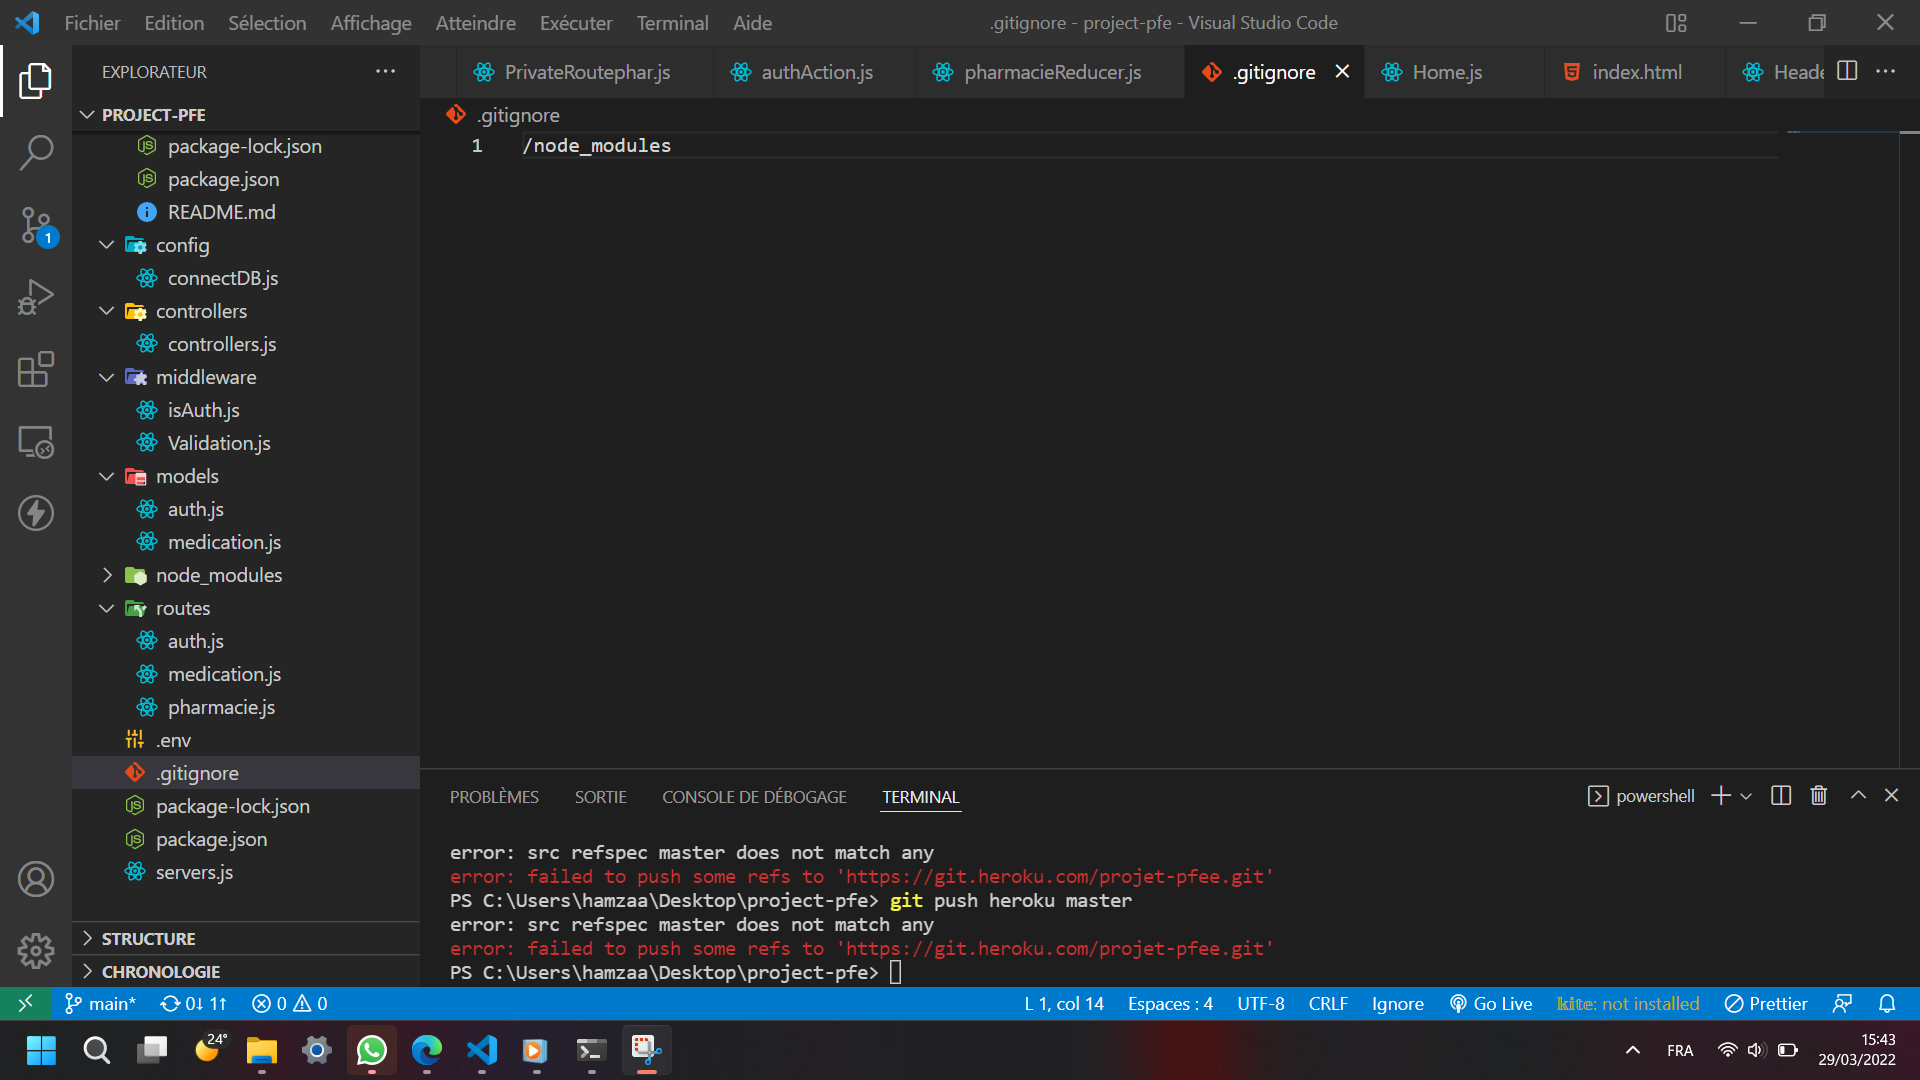 Fichier Edition Sélection Affichage Atteindre Exécuter Terminal Aide
.gitignore - project-pfe - Visual Studio Code
EXPLORATEUR
PROJECT-PFE
package-lock.json
package.json
README.md
config
connectDB.js
controllers
controllers.js
middleware
isAuth.js
Validation.js
models
auth.js
medication.js
node_modules
routes
auth.js
medication.js
pharmacie.js
.env
.gitignore
package-lock.json
package.json
servers.js
STRUCTURE
CHRONOLOGIE
1
PrivateRoutephar.js authAction.js pharmacieReducer.js .gitignore Home.js index.html Heade
.gitignore
1 /node_modules
PROBLÈMES SORTIE CONSOLE DE DÉBOGAGE TERMINAL
powershell
error: src refspec master does not match any
error: failed to push some refs to 'https://git.heroku.com/projet-pfee.git'
PS C:\Users\hamzaa\Desktop\project-pfe> git push heroku master
error: src refspec master does not match any
error: failed to push some refs to 'https://git.heroku.com/projet-pfee.git'
PS C:\Users\hamzaa\Desktop\project-pfe>
main* 0↓ 1↑ 0 0
L 1, col 14 Espaces : 4 UTF-8 CRLF Ignore Go Live kite: not installed Prettier
24°
FRA
15:43
29/03/2022